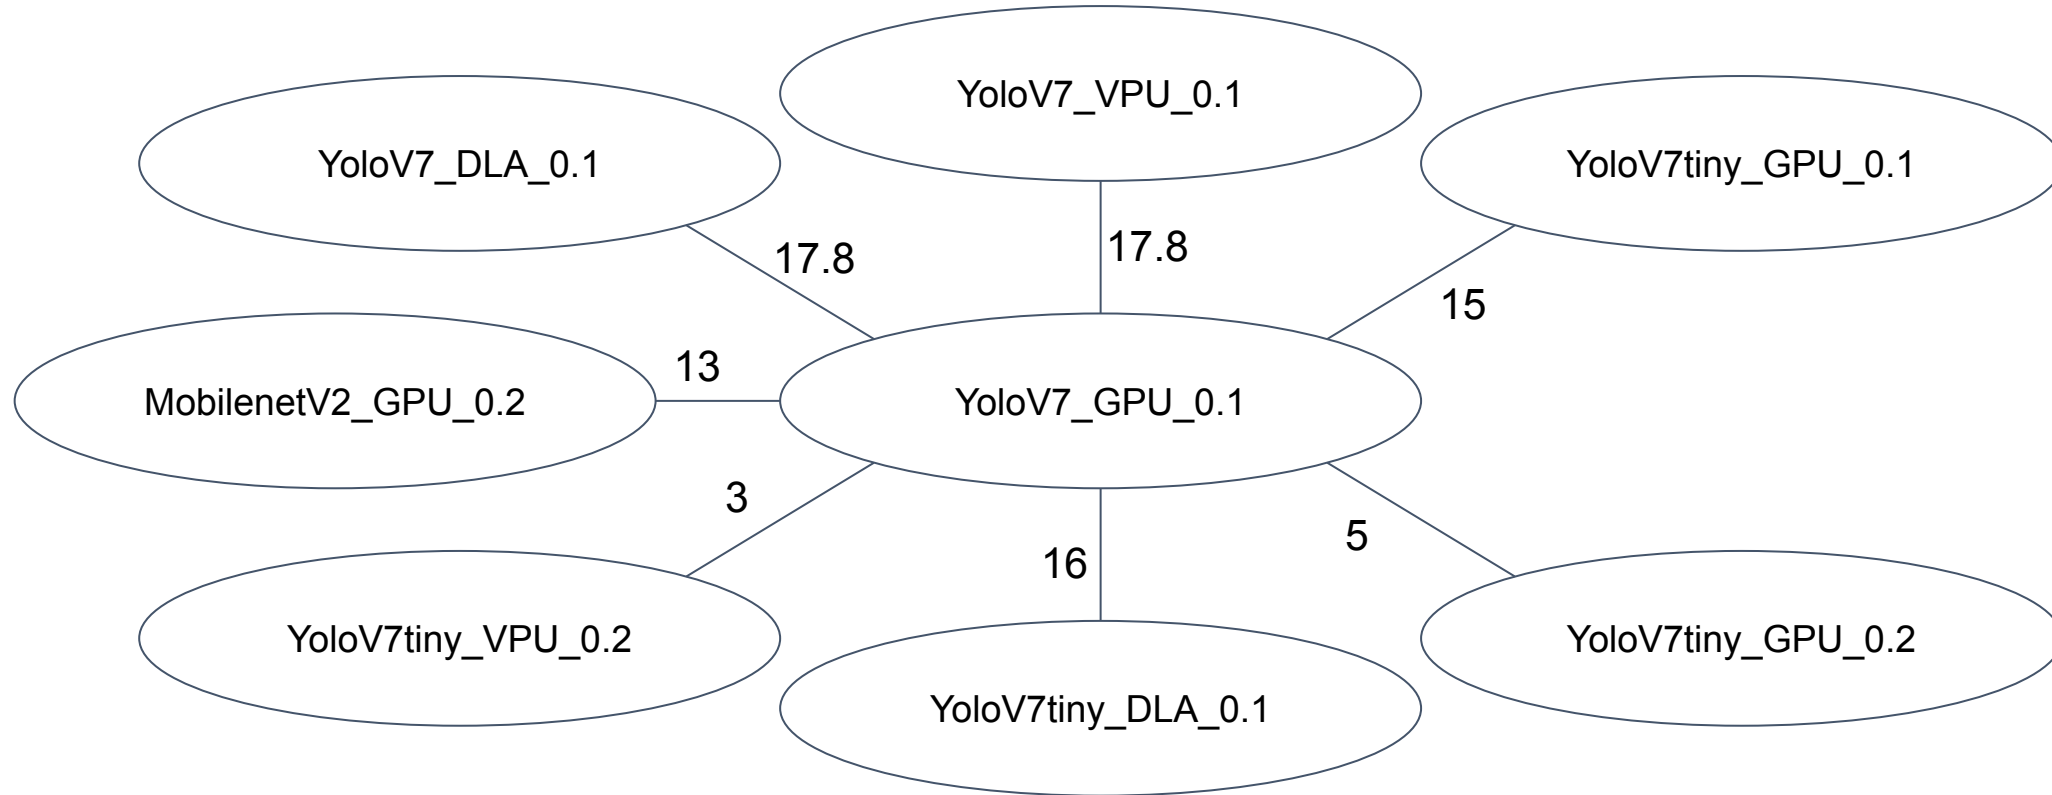 YoloV7_VPU_0.1
YoloV7_DLA_0.1
YoloV7tiny_GPU_0.1
17.8
17.8
15
13
MobilenetV2_GPU_0.2
YoloV7_GPU_0.1
3
5
16
YoloV7tiny_VPU_0.2
YoloV7tiny_GPU_0.2
YoloV7tiny_DLA_0.1